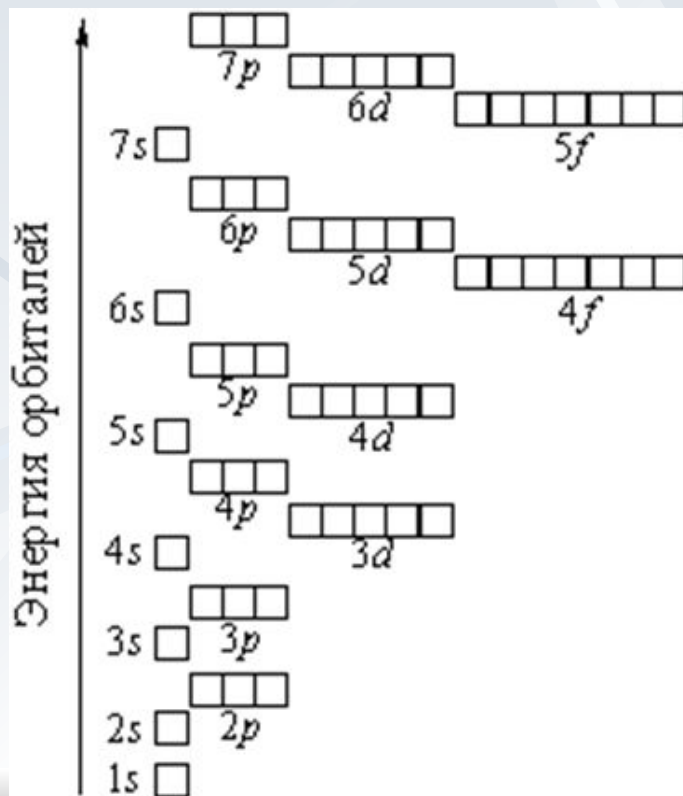 7p
6d
5f
7s
6p
5d
4f
6s
5p
4d
5s
4p
3d
4s
3p
3s
2p
2s
1s
Энергия орбиталей